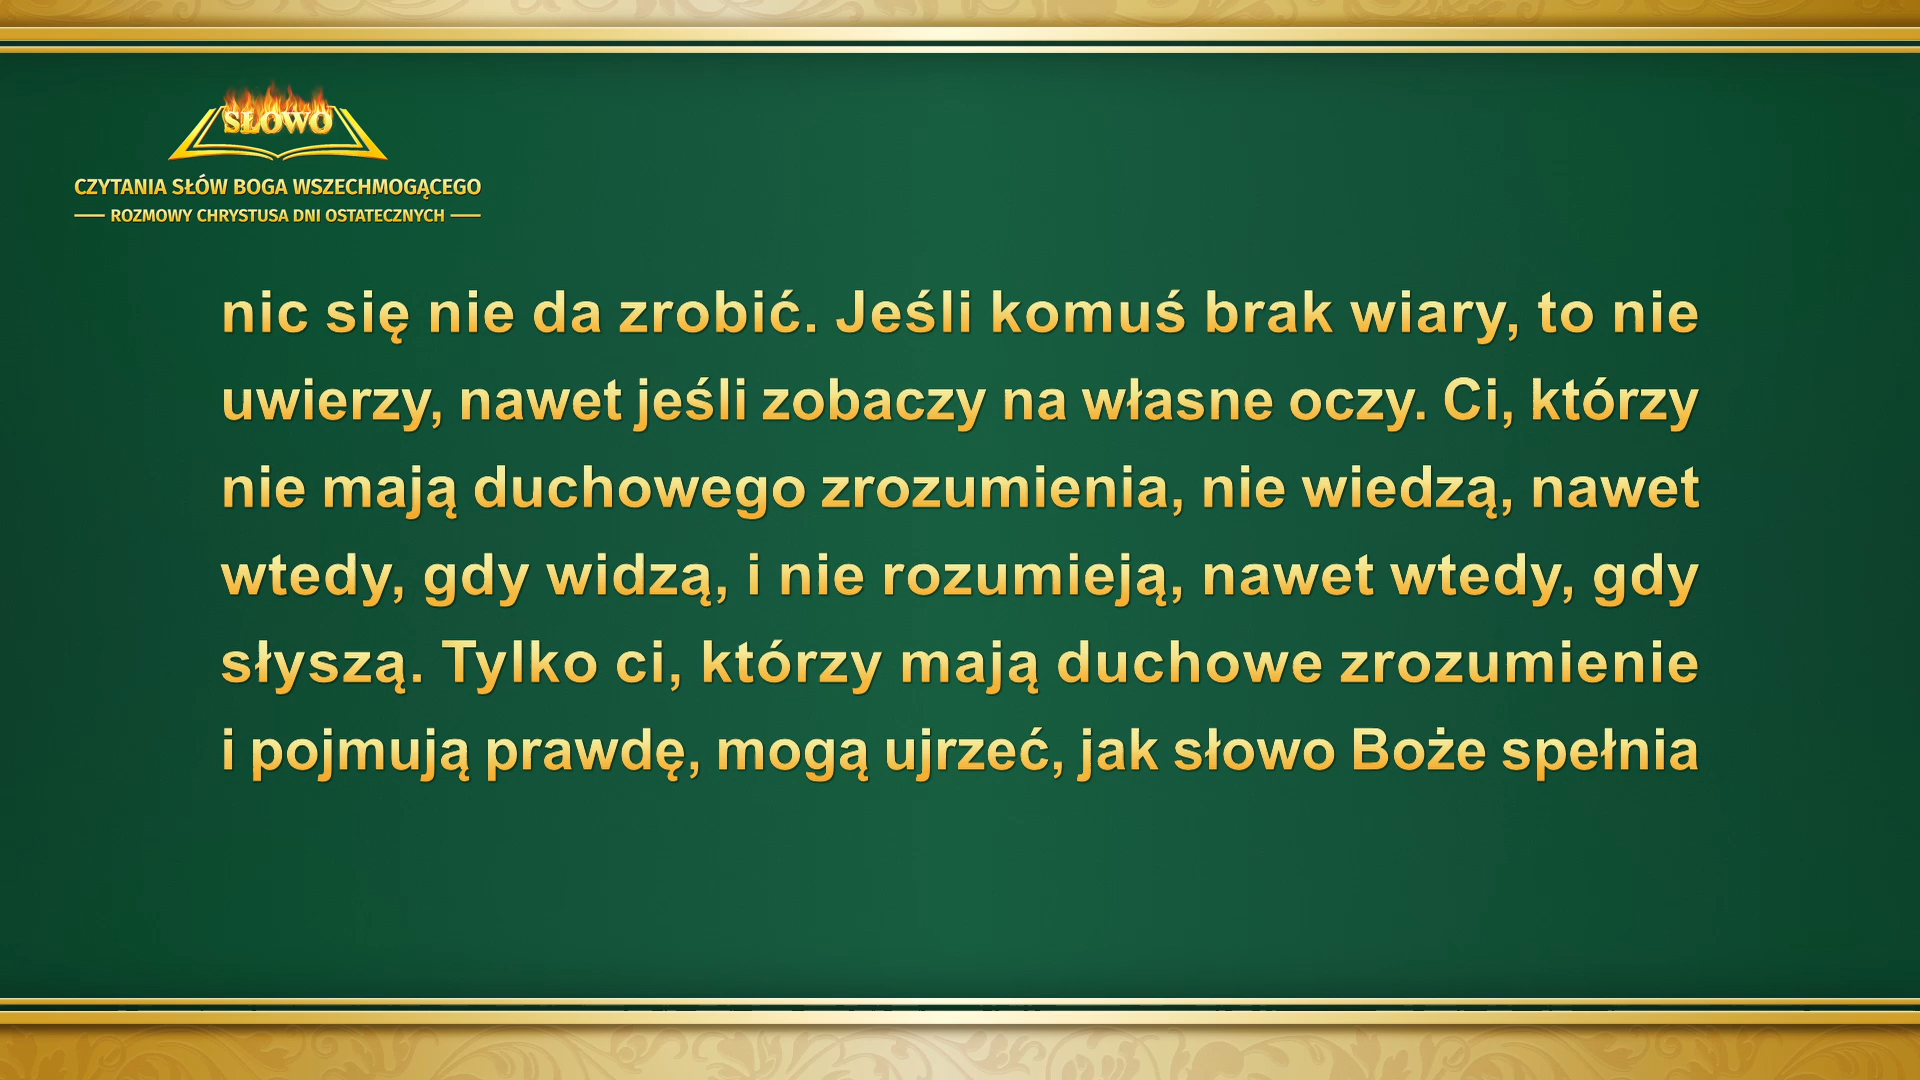 SŁOWO
CZYTANIA SŁÓW BOGA WSZECHMOGĄCEGO
ROZMOWY CHRYSTUSA DNI OSTATECZNYCH
nic się nie da zrobić. Jeśli komuś brak wiary, to nie
uwierzy, nawet jeśli zobaczy na własne oczy. Ci, którzy
nie mają duchowego zrozumienia, nie wiedzą, nawet
wtedy, gdy widzą, i nie rozumieją, nawet wtedy, gdy
słyszą. Tylko ci, którzy mają duchowe zrozumienie
i pojmują prawdę, mogą ujrzeć, jak słowo Boże spełnia